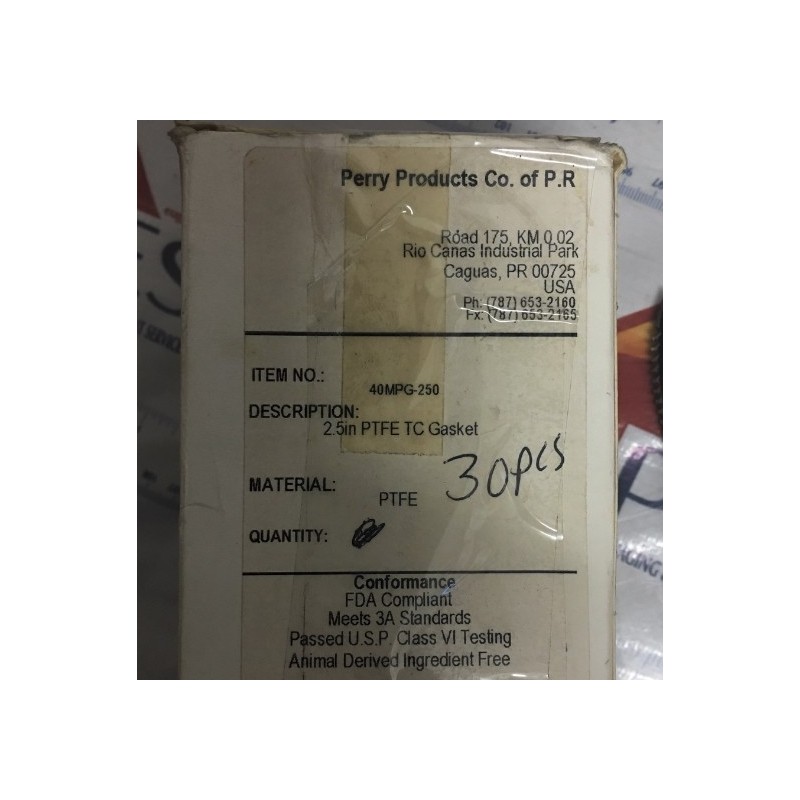 Perry Products Co. of P.R
Road 175, KM 0.02
Rio Canas Industrial Park
Caguas, PR 00725
USA
Ph: (787) 653-2160
Fx: (787) 653-2165
ITEM NO.:
40MPG-250
DESCRIPTION:
2.5in PTFE TC Gasket
30pcs
MATERIAL:
PTFE
QUANTITY:
Conformance
FDA Compliant
Meets 3A Standards
Passed U.S.P. Class VI Testing
Animal Derived Ingredient Free